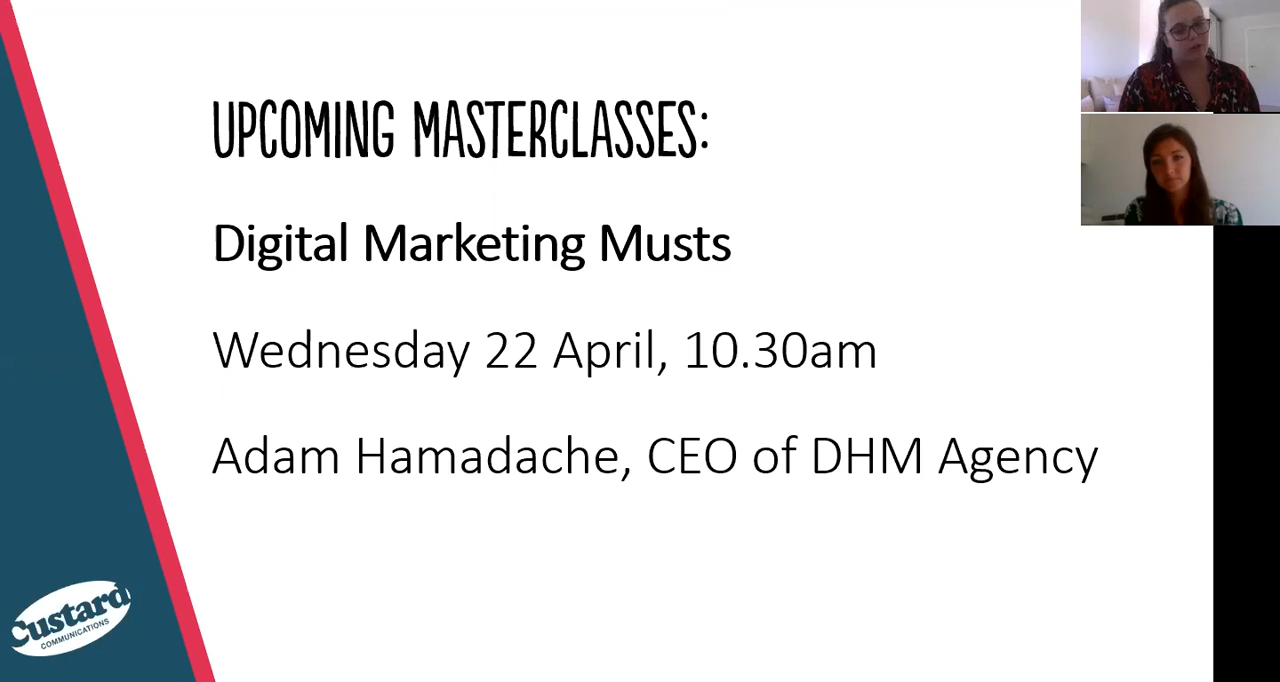 UPCOMING MASTERCLASSES:
Digital Marketing Musts
Wednesday 22 April, 10.30am
Adam Hamadache, CEO of DHM Agency
Custard
COMMUNICATIONS